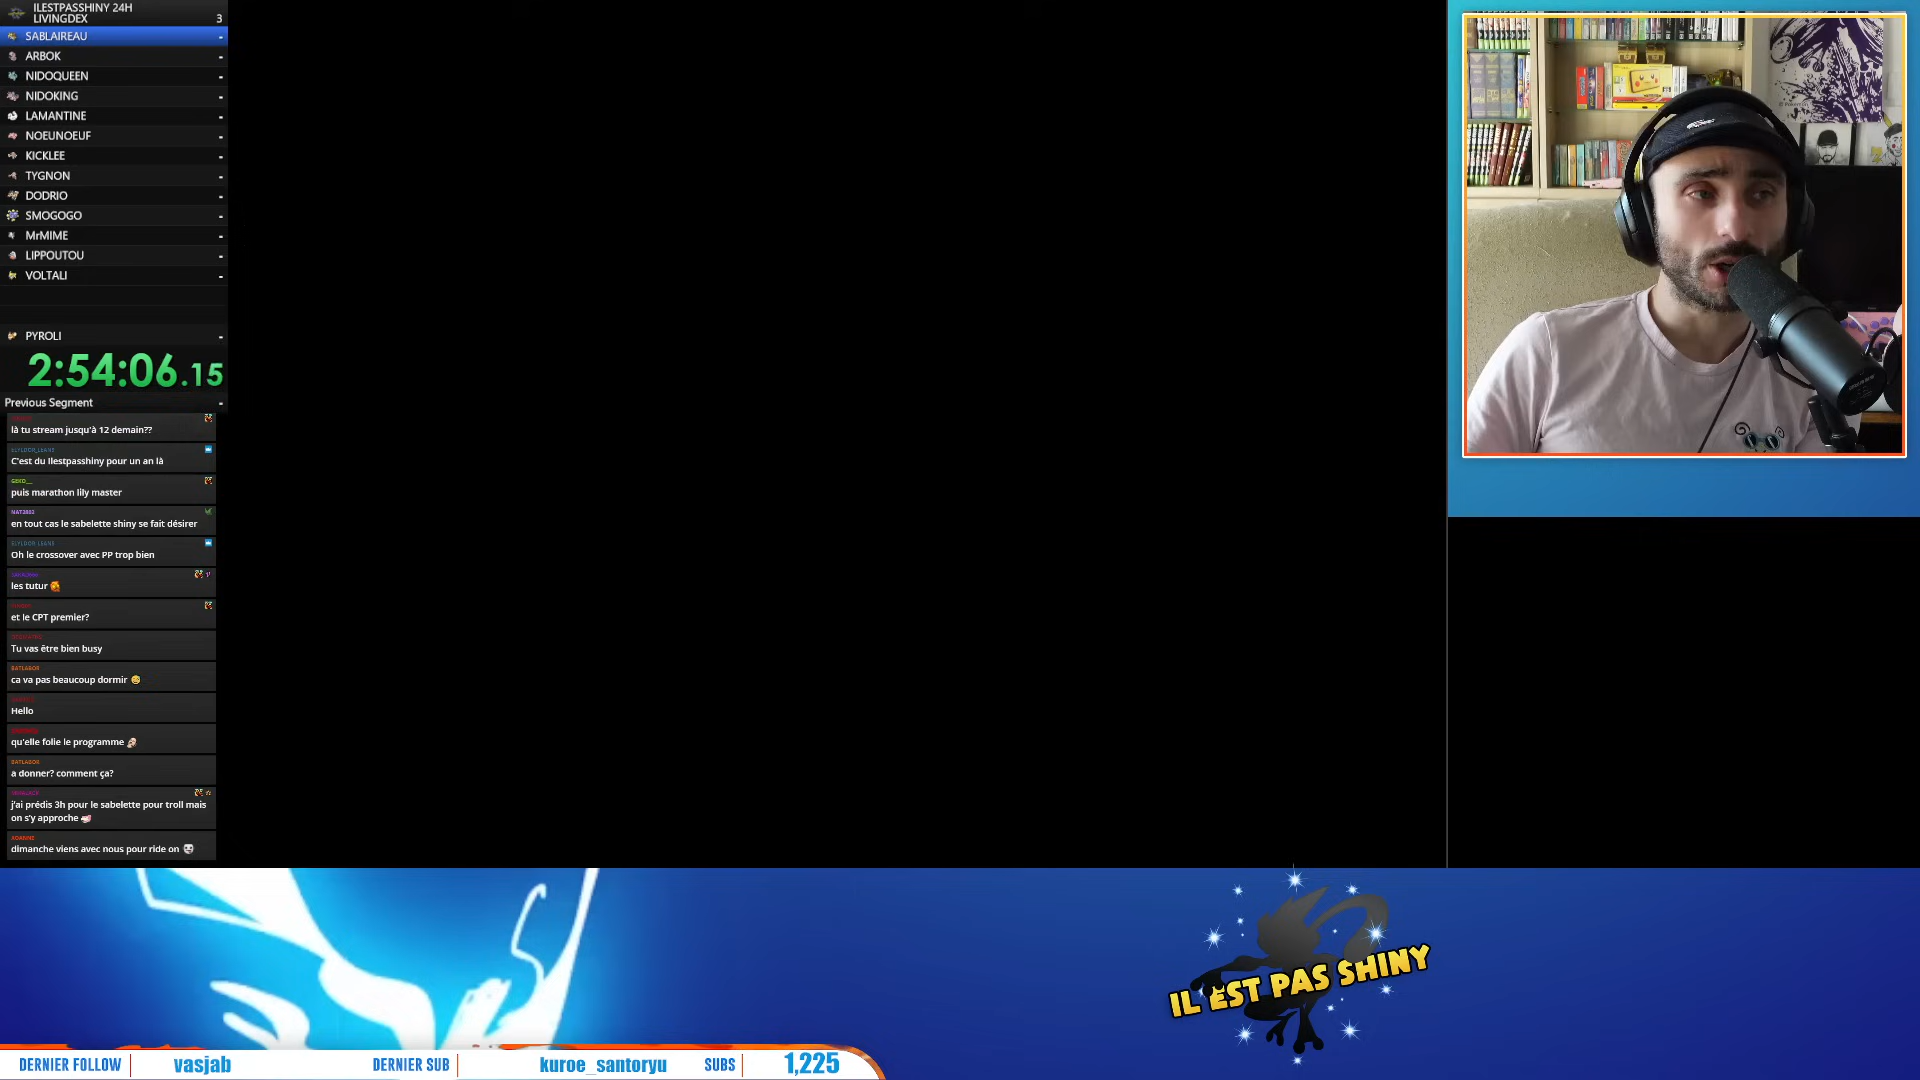 ILESTPASSHINY 24H
LIVINGDEX 3
SABLAIREAU -
ARBOK -
NIDOQUEEN -
NIDOKING -
LAMANTINE -
NOEUNOEUF -
KICKLEE -
TYGNON -
DODRIO -
SMOGOGO -
MrMIME -
LIPPOUTOU -
VOLTALI -
PYROLI -
2:54:06.15
Previous Segment -
là tu stream jusqu'à 12 demain??
C'est du Ilestpasshiny pour un an là
GEKO__
puis marathon lily master
NAT3803
en tout cas le sabelette shiny se fait désirer
Oh le crossover avec PP trop bien
les tutur
et le CPT premier?
Tu vas être bien busy
BATLABOR
ca va pas beaucoup dormir
Hello
qu'elle folie le programme
BATLABOR
a donner? comment ça?
j'ai prédis 3h pour le sabelette pour troll mais
on s'y approche
AOANNE
dimanche viens avec nous pour ride on
IL EST PAS SHINY
DERNIER FOLLOW vasjab DERNIER SUB kuroe_santoryu SUBS 1,225